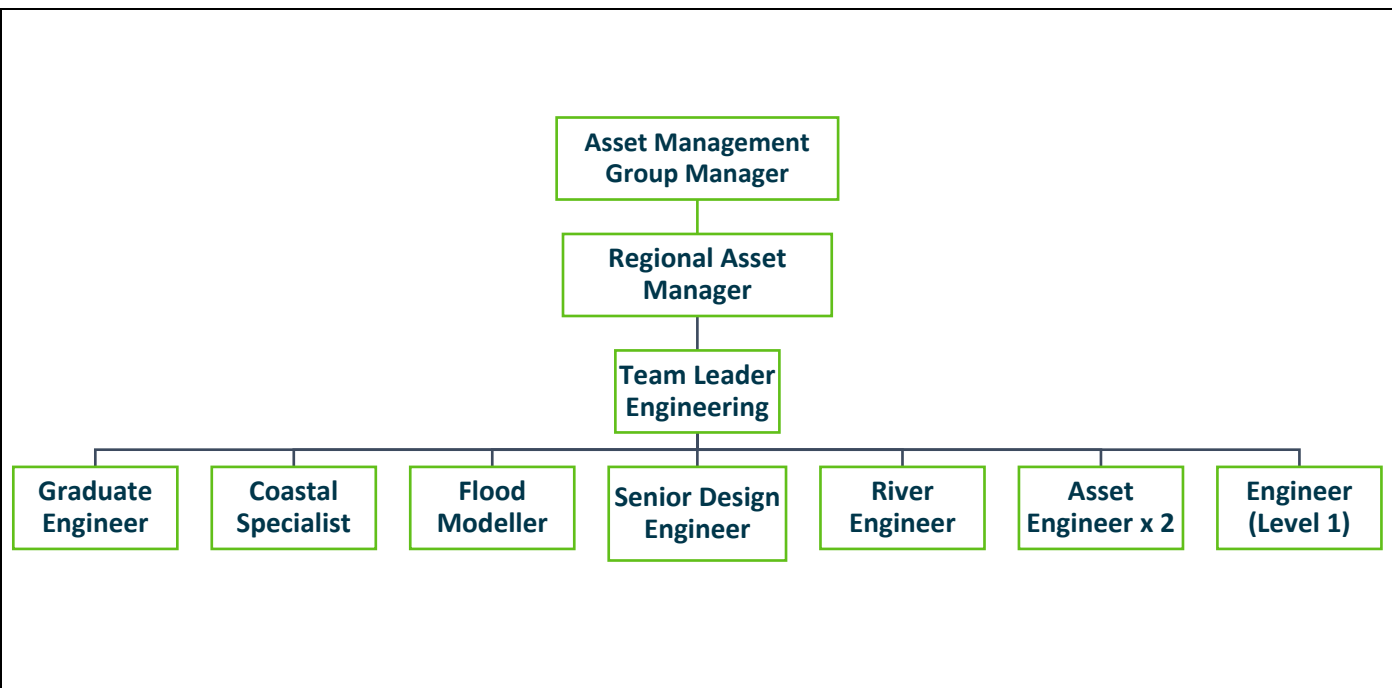 Asset Management
Group Manager
Regional Asset
Manager
Team Leader
Engineering
Graduate
Engineer
Coastal
Specialist
Flood
Modeller
Senior Design
Engineer
River
Engineer
Asset
Engineer x 2
Engineer
(Level 1)